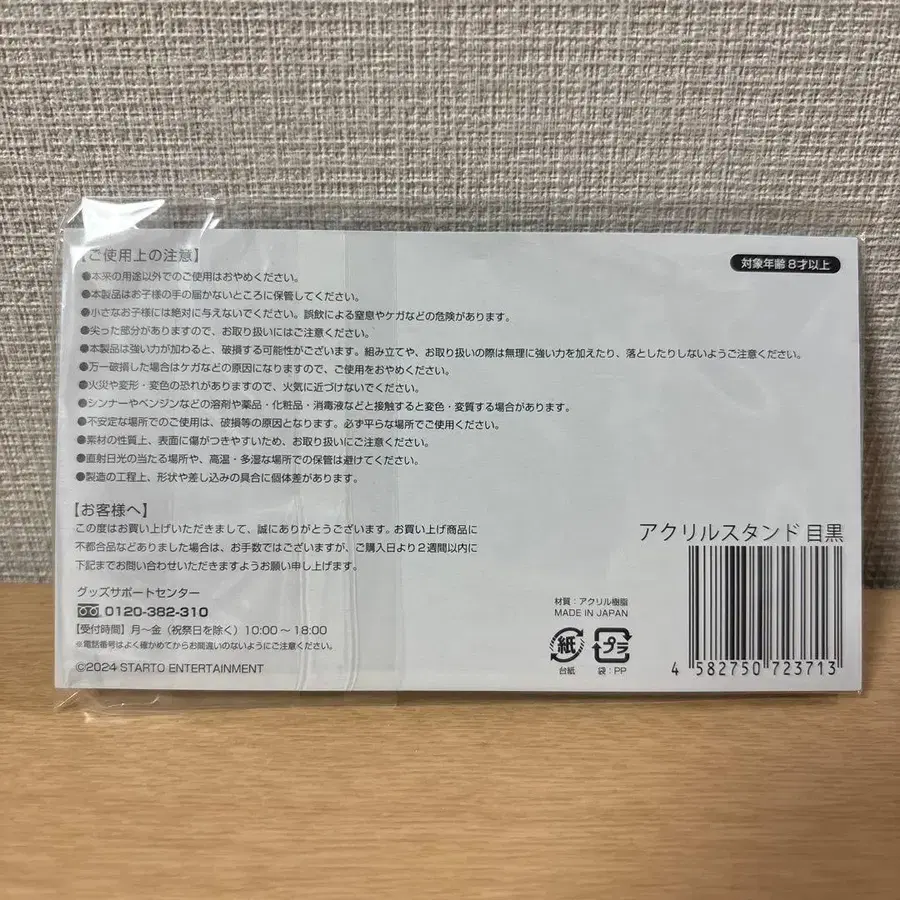 【ご使用上の注意】
対象年齢8才以上
●本来の用途以外でのご使用はおやめください。
●本製品はお子様の手の届かないところに保管してください。
●小さなお子様には絶対に与えないでください。誤飲による窒息やケガなどの危険があります。
●尖った部分がありますので、お取り扱いにはご注意ください。
●本製品は強い力が加わると、破損する可能性がございます。組み立てや、お取り扱いの際は無理に強い力を加えたり、落としたりしないようご注意ください。
●万一破損した場合はケガなどの原因になりますので、ご使用をおやめください。
●火災や変形・変色の恐れがありますので、火気に近づけないでください。
●シンナーやベンジンなどの溶剤や薬品・化粧品・消毒液などと接触すると変色・変質する場合があります。
●不安定な場所でのご使用は、破損等の原因となります。必ず平らな場所でご使用ください。
●素材の性質上、表面に傷がつきやすいため、お取り扱いにご注意ください。
●直射日光の当たる場所や、高温・多湿な場所での保管は避けてください。
●製造の工程上、形状や差し込みの具合に個体差があります。
【お客様へ】
この度はお買い上げいただきまして、誠にありがとうございます。お買い上げ商品に
不都合品などありました場合は、お手数ではございますが、ご購入日より2週間以内に
下記までお問い合わせいただきますようお願い申し上げます。
グッズサポートセンター
0120-382-310
【受付時間】月〜金(祝祭日を除く)10:00〜18:00
※電話番号はよく確かめてからお間違いのないようにご連絡ください。
©2024 STARTO ENTERTAINMENT
材質:アクリル樹脂
MADE IN JAPAN
紙
台紙
プラ
袋:PP
アクリルスタンド 目黒
4 582750 723713